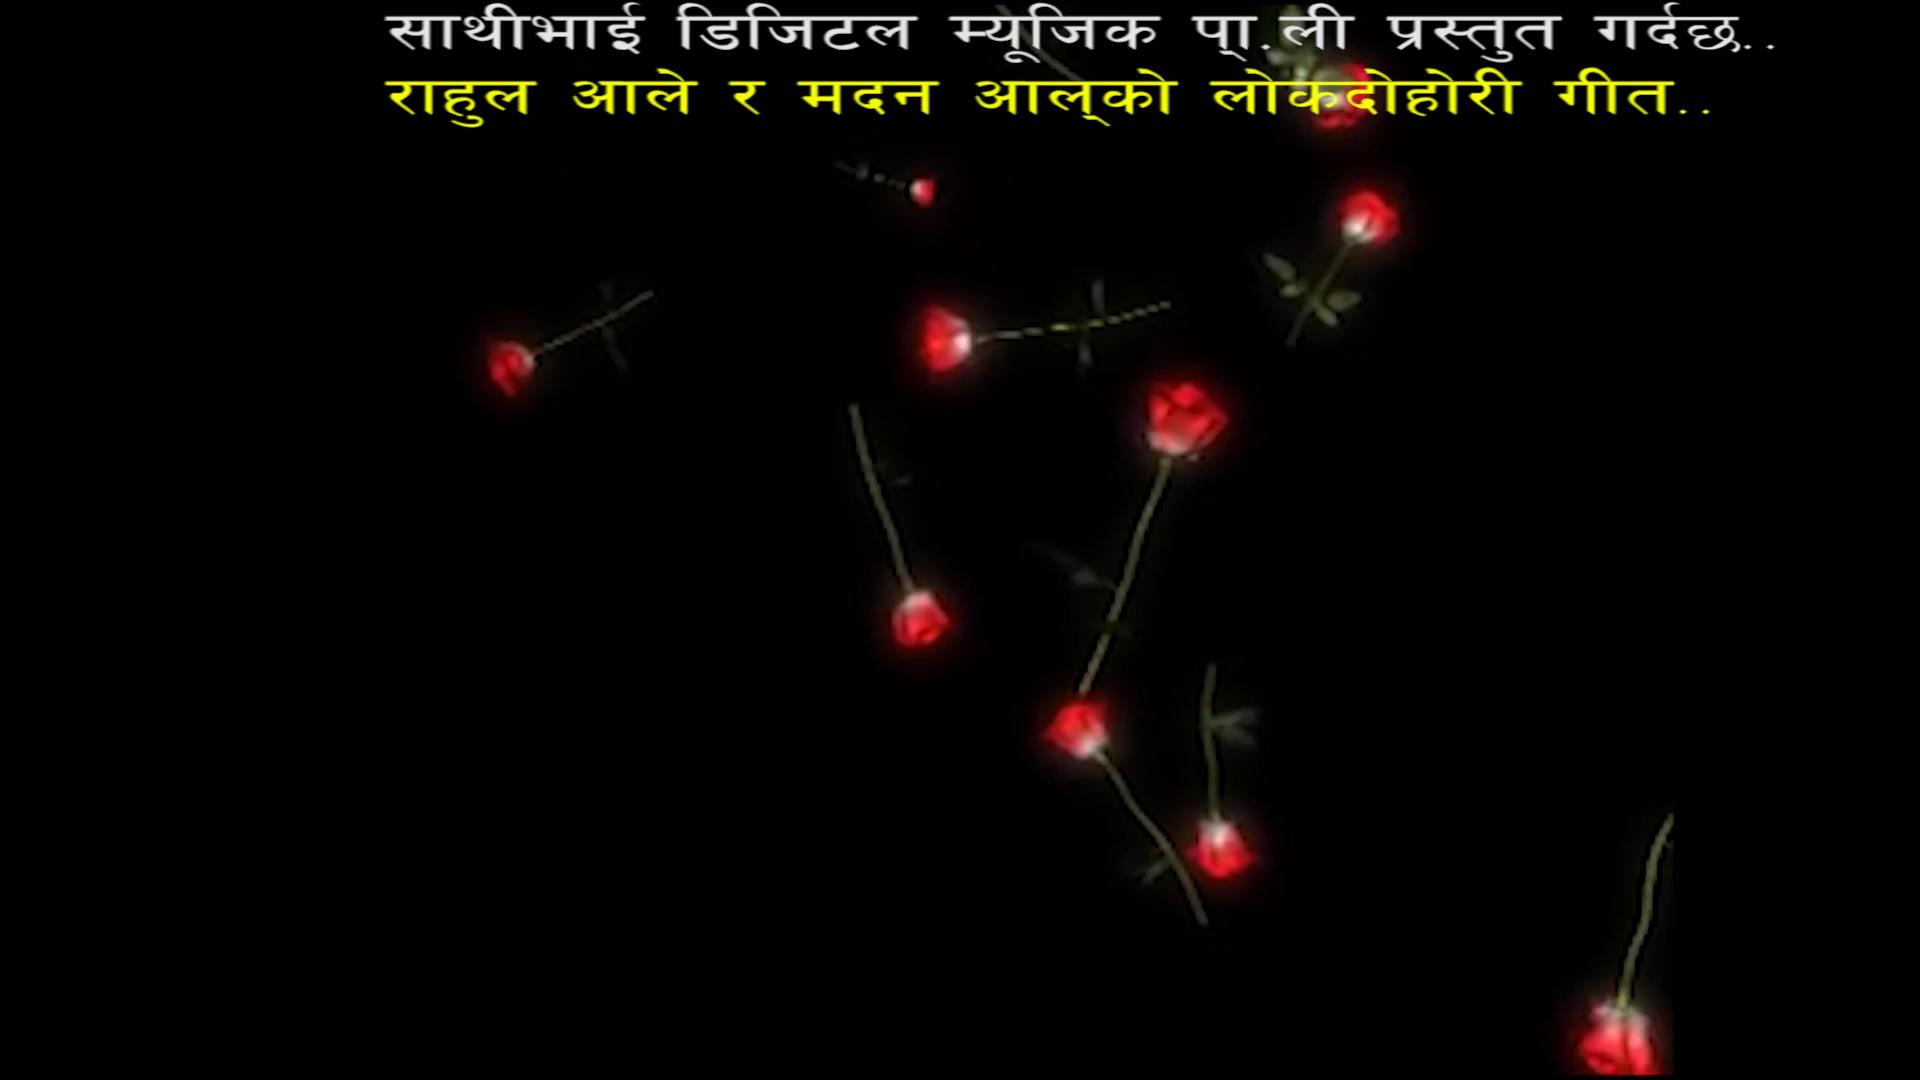 साथीभाई डिजिटल म्यूजिक पा्.ली प्रस्तुत गर्दछ..
राहुल आले र मदन आल्को लोकदोहोरी गीत..